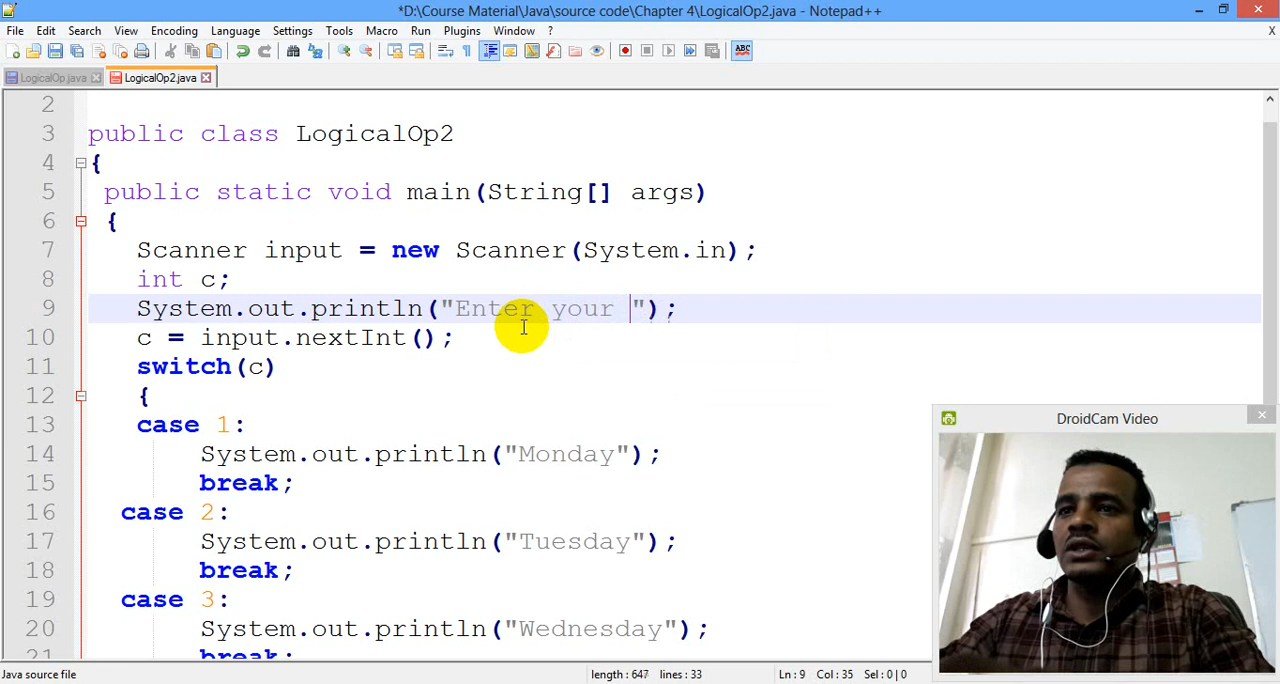 *D:\Course Material\Java\source code\Chapter 4\LogicalOp2.java - Notepad++
File Edit Search View Encoding Language Settings Tools Macro Run Plugins Window ? X
ABC
LogicalOp.java LogicalOp2.java
2
3 public class LogicalOp2
4 {
5 public static void main(String[] args)
6 {
7 Scanner input = new Scanner(System.in);
8 int c;
9 System.out.println("Enter your ");
10 c = input.nextInt();
11 switch(c)
12 {
13 case 1:
14 System.out.println("Monday");
15 break;
16 case 2:
17 System.out.println("Tuesday");
18 break;
19 case 3:
20 System.out.println("Wednesday");
21 break;
DroidCam Video
Java source file length : 647 lines : 33 Ln : 9 Col : 35 Sel : 0 | 0